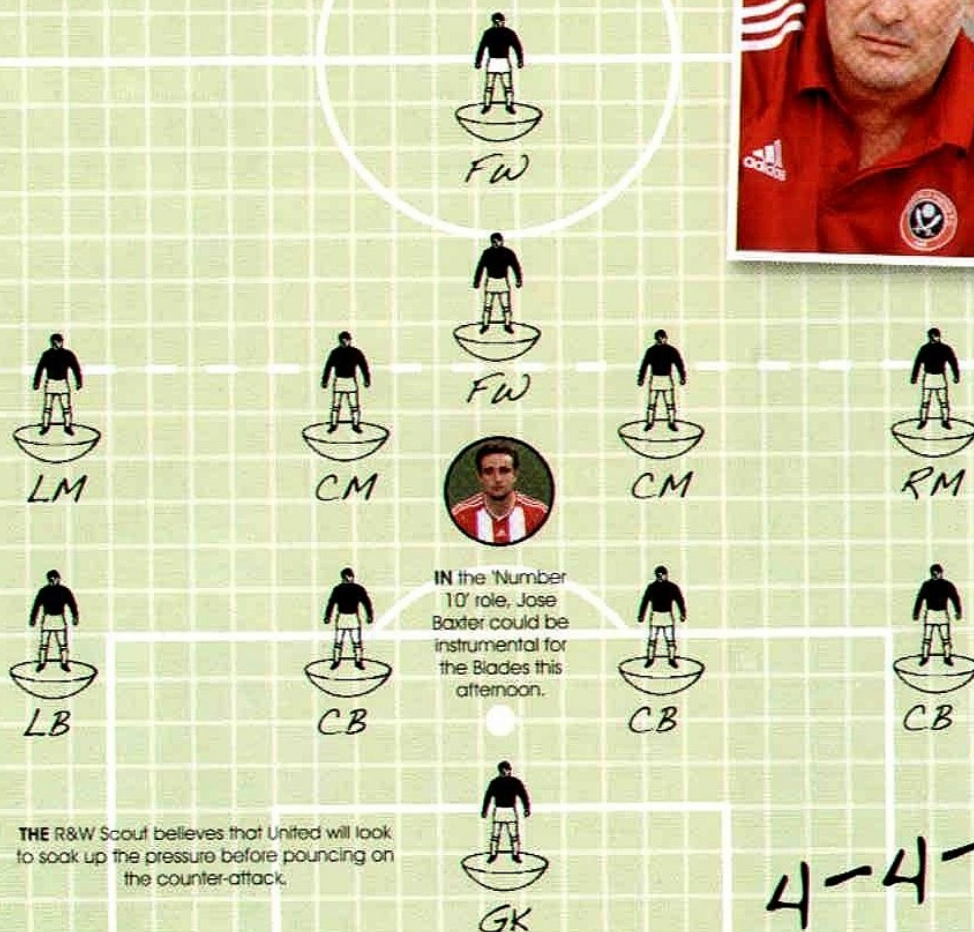 adidas
FW
FW
LM CM CM RM
IN the 'Number
10' role, Jose
Baxter could be
instrumental for
the Blades this
afternoon.
LB CB CB CB
THE R&W Scout believes that United will look
to soak up the pressure before pouncing on
the counter-attack.
GK
4-4-